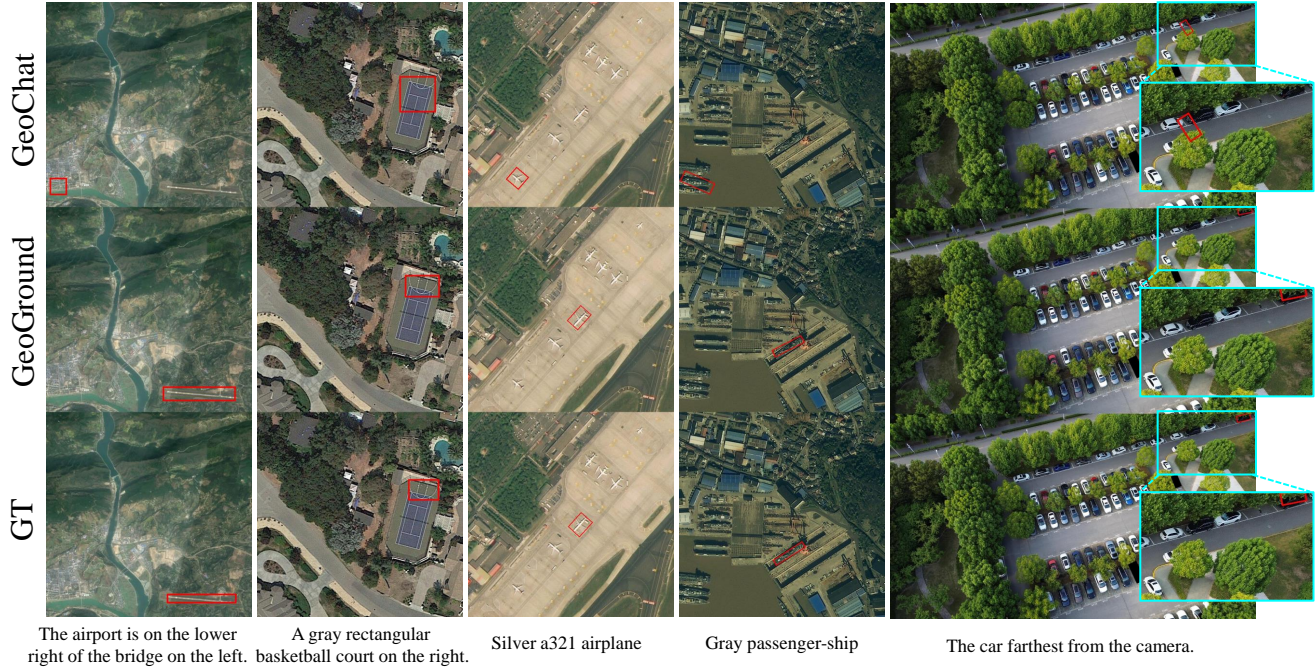 GeoChat
GeoGround
GT
The airport is on the lower
right of the bridge on the left.
A gray rectangular
basketball court on the right.
Silver a321 airplane
Gray passenger-ship
The car farthest from the camera.